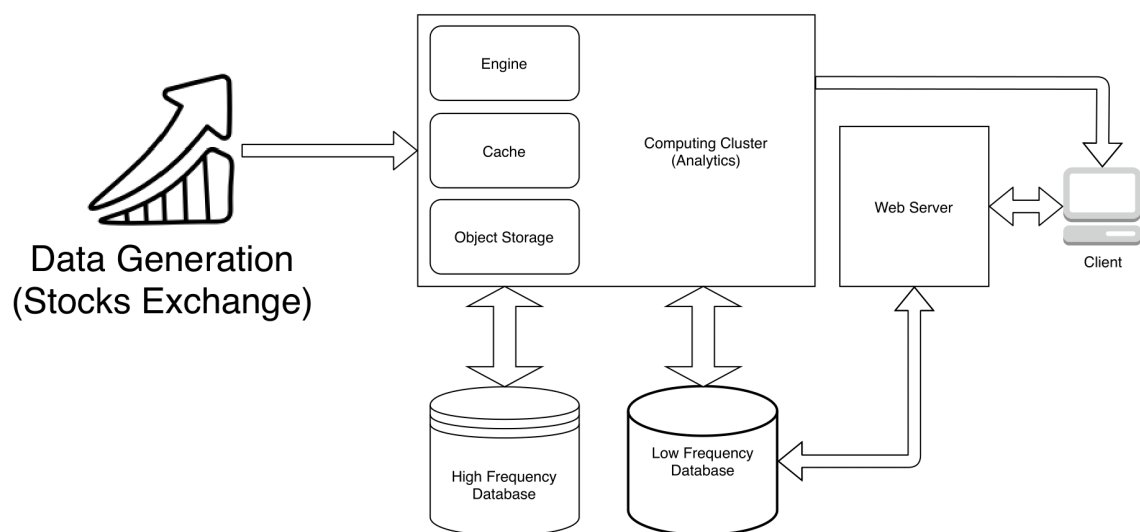 Engine
Cache
Object Storage
Computing Cluster
(Analytics)
Web Server
Client
Data Generation
(Stocks Exchange)
High Frequency
Database
Low Frequency
Database